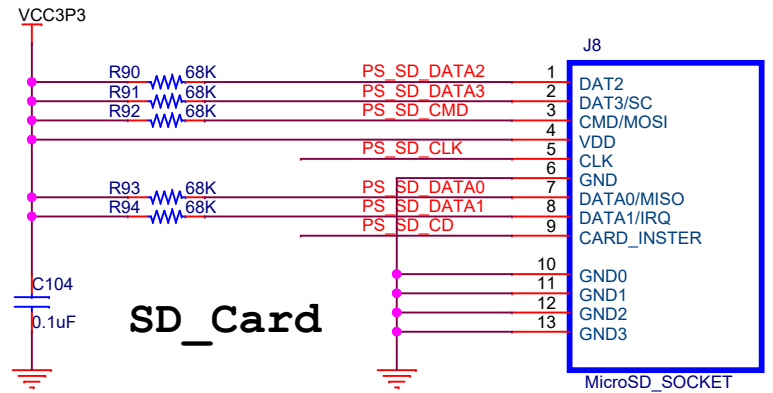 VCC3P3
J8
R90 68K PS_SD_DATA2 1 DAT2
R91 68K PS_SD_DATA3 2 DAT3/SC
R92 68K PS_SD_CMD 3 CMD/MOSI
4 VDD
PS_SD_CLK 5 CLK
6 GND
R93 68K PS_SD_DATA0 7 DATA0/MISO
R94 68K PS_SD_DATA1 8 DATA1/IRQ
PS_SD_CD 9 CARD_INSTER
10 GND0
C104 11 GND1
0.1uF SD_Card 12 GND2
13 GND3
MicroSD_SOCKET